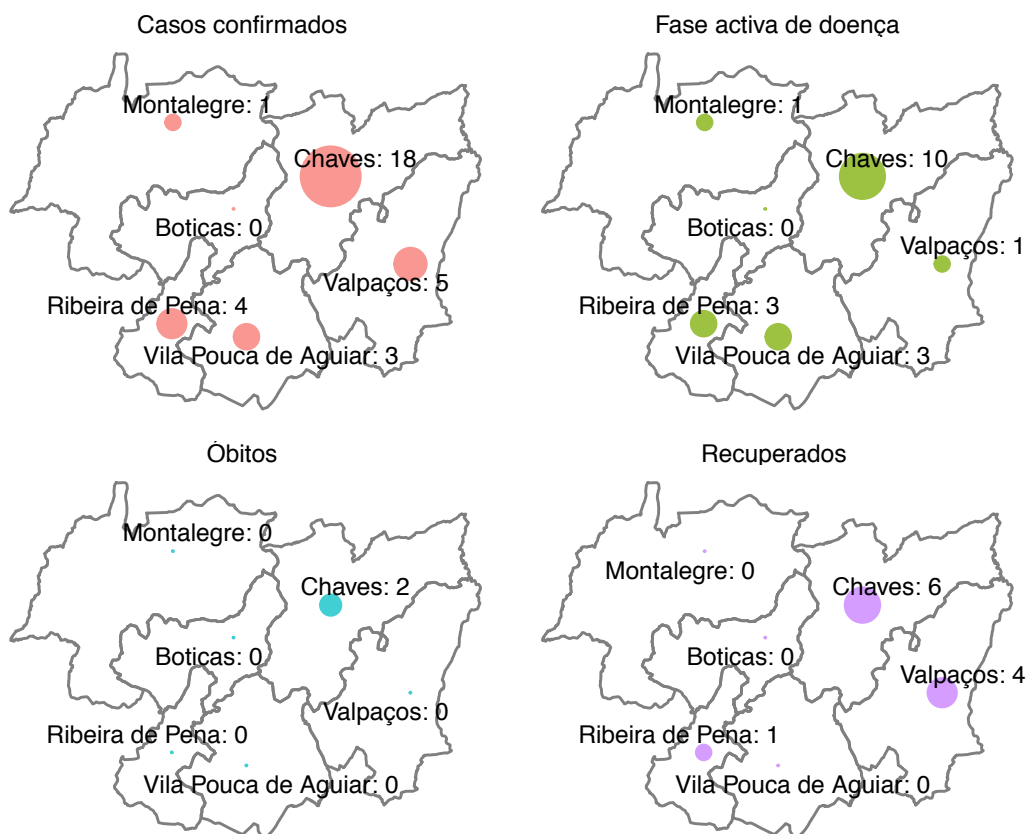 Casos confirmados
Montalegre: 1
Chaves: 18
Boticas: 0
Valpaços: 5
Ribeira de Pena: 4
Vila Pouca de Aguiar: 3
Fase activa de doença
Montalegre: 1
Chaves: 10
Boticas: 0
Valpaços: 1
Ribeira de Pena: 3
Vila Pouca de Aguiar: 3
Óbitos
Montalegre: 0
Chaves: 2
Boticas: 0
Valpaços: 0
Ribeira de Pena: 0
Vila Pouca de Aguiar: 0
Recuperados
Montalegre: 0
Chaves: 6
Boticas: 0
Valpaços: 4
Ribeira de Pena: 1
Vila Pouca de Aguiar: 0